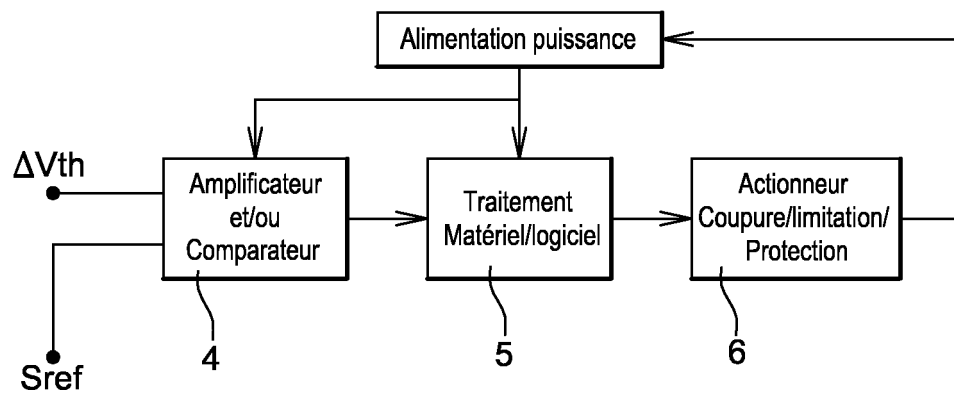 Alimentation puissance
ΔVth
Sref
Amplificateur
et/ou
Comparateur
4
Traitement
Matériel/logiciel
5
Actionneur
Coupure/limitation/
Protection
6